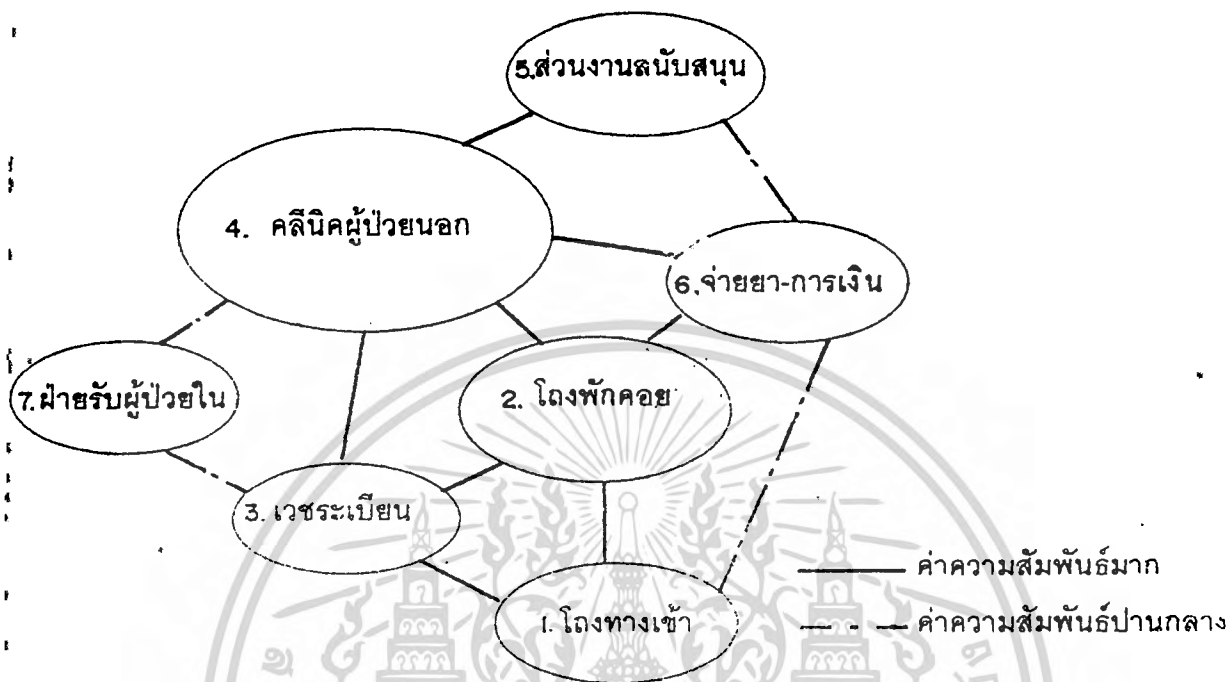 5.ส่วนงานสนับสนุน
4. คลีนิคผู้ป่วยนอก
6.จ่ายยา-การเงิน
7.ฝ่ายรับผู้ป่วยใน
2. โถงพักคอย
3. เวชระเบียน
1. โถงทางเข้า
ค่าความสัมพันธ์มาก
ค่าความสัมพันธ์ปานกลาง